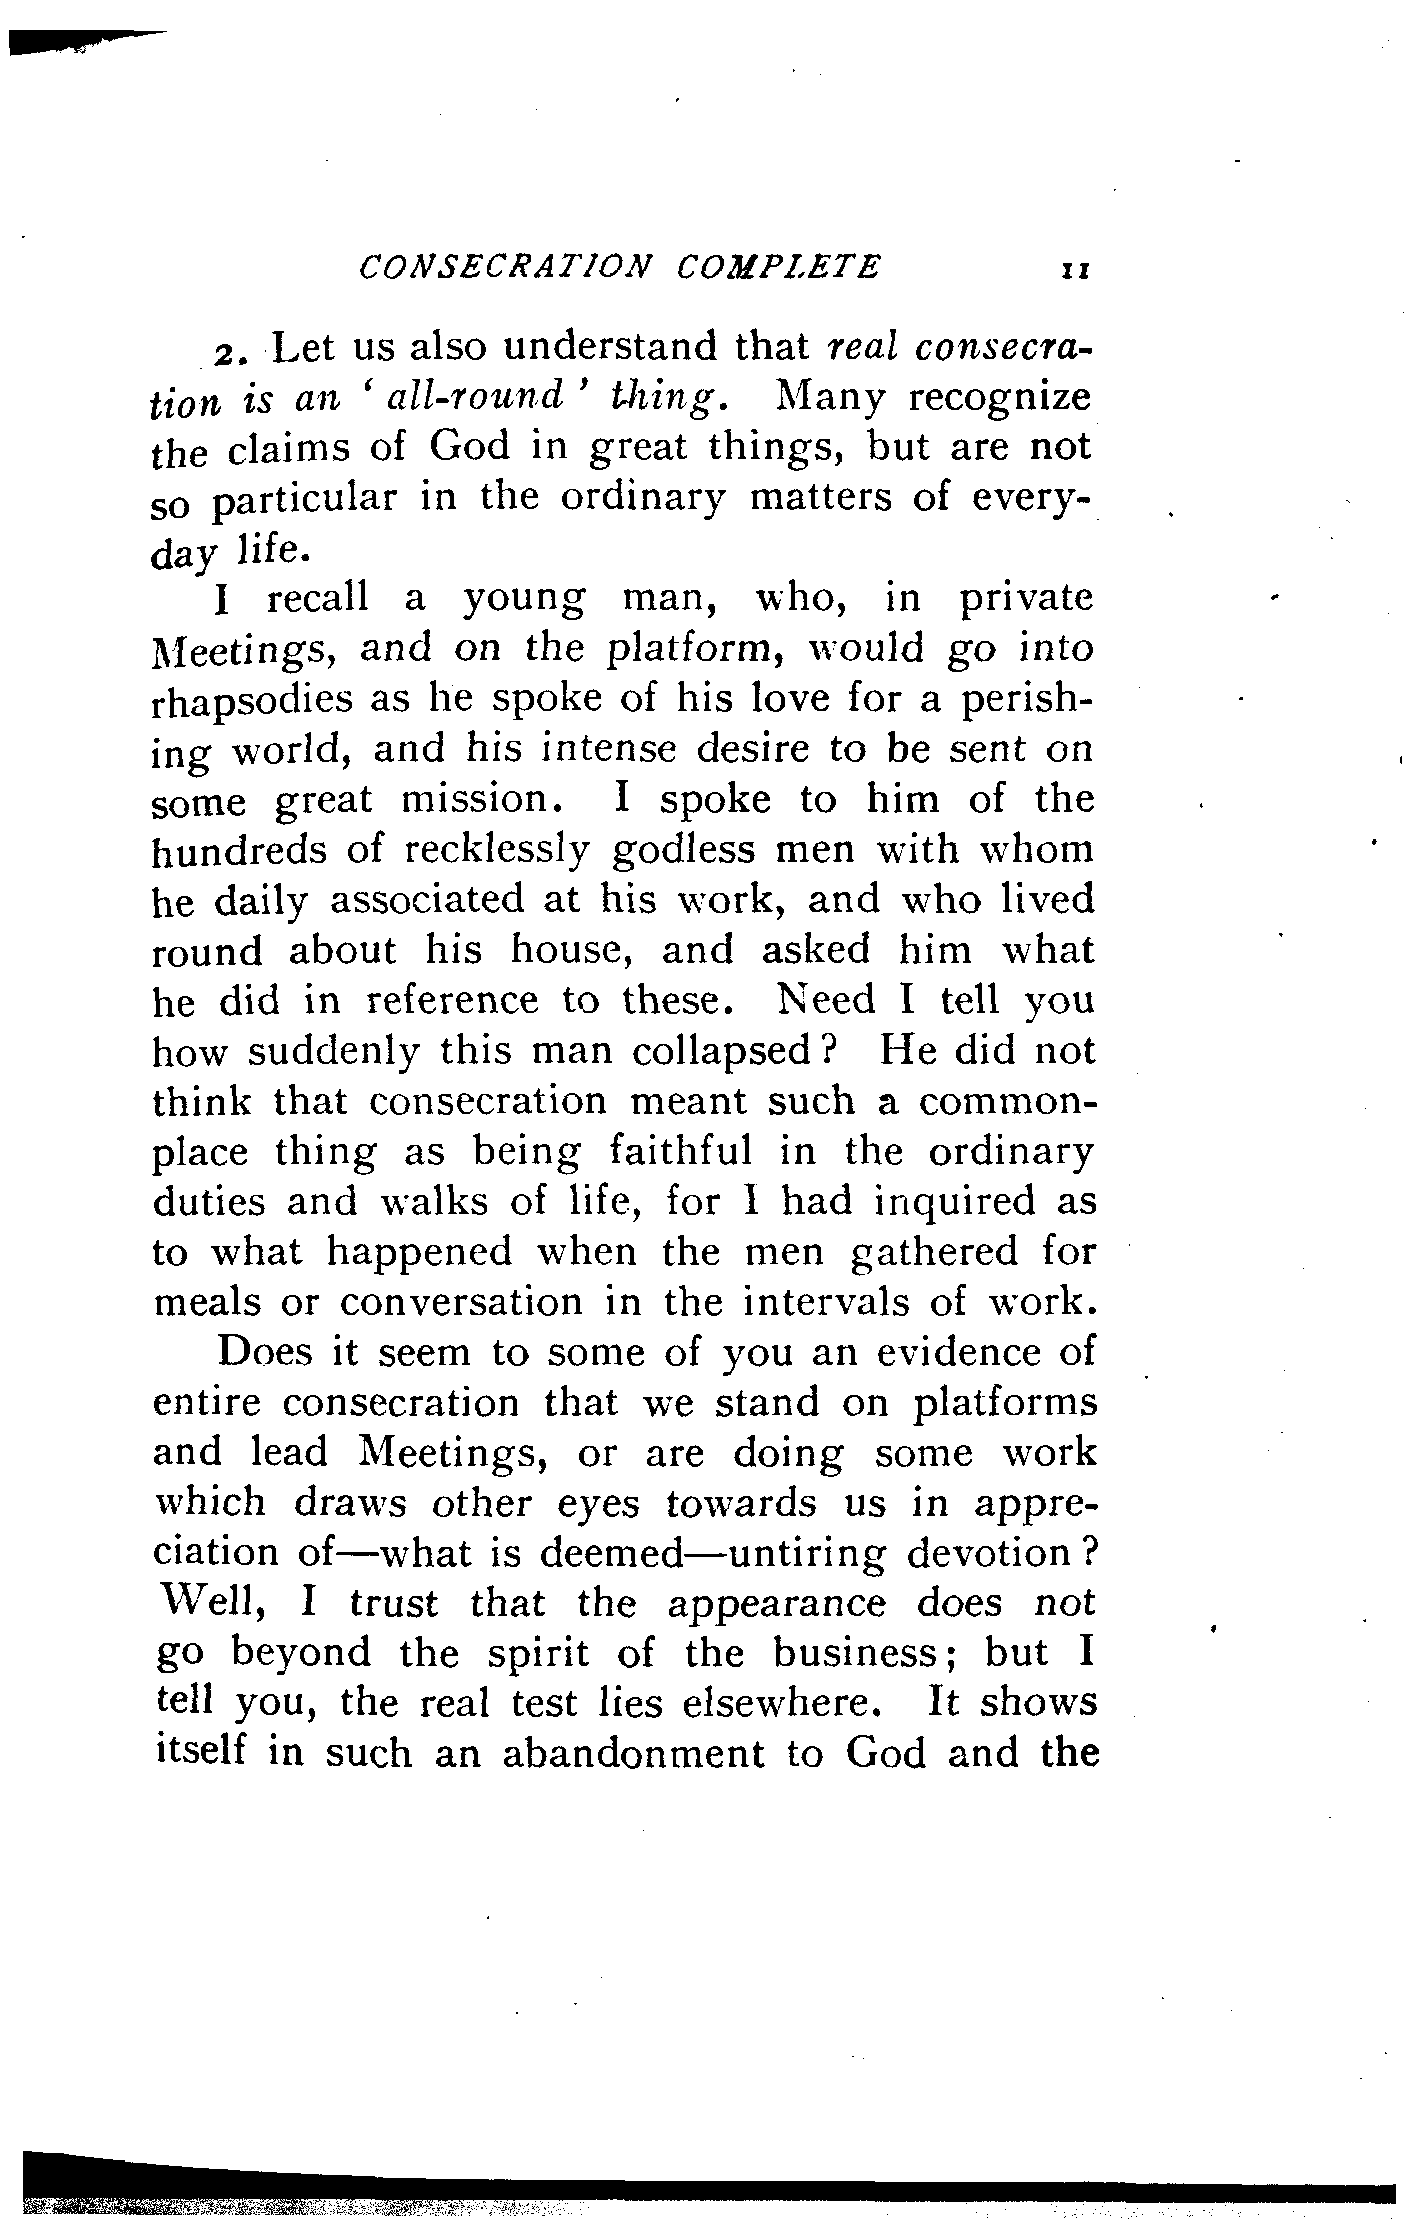 CONSECRATION COMPLETE 11
2. Let us also understand that real consecra-
tion is an ‘ all-round ’ thing. Many recognize
the claims of God in great things, but are not
so particular in the ordinary matters of every-
day life.
I recall a young man, who, in private
Meetings, and on the platform, would go into
rhapsodies as he spoke of his love for a perish-
ing world, and his intense desire to be sent on
some great mission. I spoke to him of the
hundreds of recklessly godless men with whom
he daily associated at his work, and who lived
round about his house, and asked him what
he did in reference to these. Need I tell you
how suddenly this man collapsed ? He did not
think that consecration meant such a common-
place thing as being faithful in the ordinary
duties and walks of life, for I had inquired as
to what happened when the men gathered for
meals or conversation in the intervals of work.
Does it seem to some of you an evidence of
entire consecration that we stand on platforms
and lead Meetings, or are doing some work
which draws other eyes towards us in appre-
ciation of—what is deemed—untiring devotion ?
Well, I trust that the appearance does not
go beyond the spirit of the business; but I
tell you, the real test lies elsewhere. It shows
itself in such an abandonment to God and the